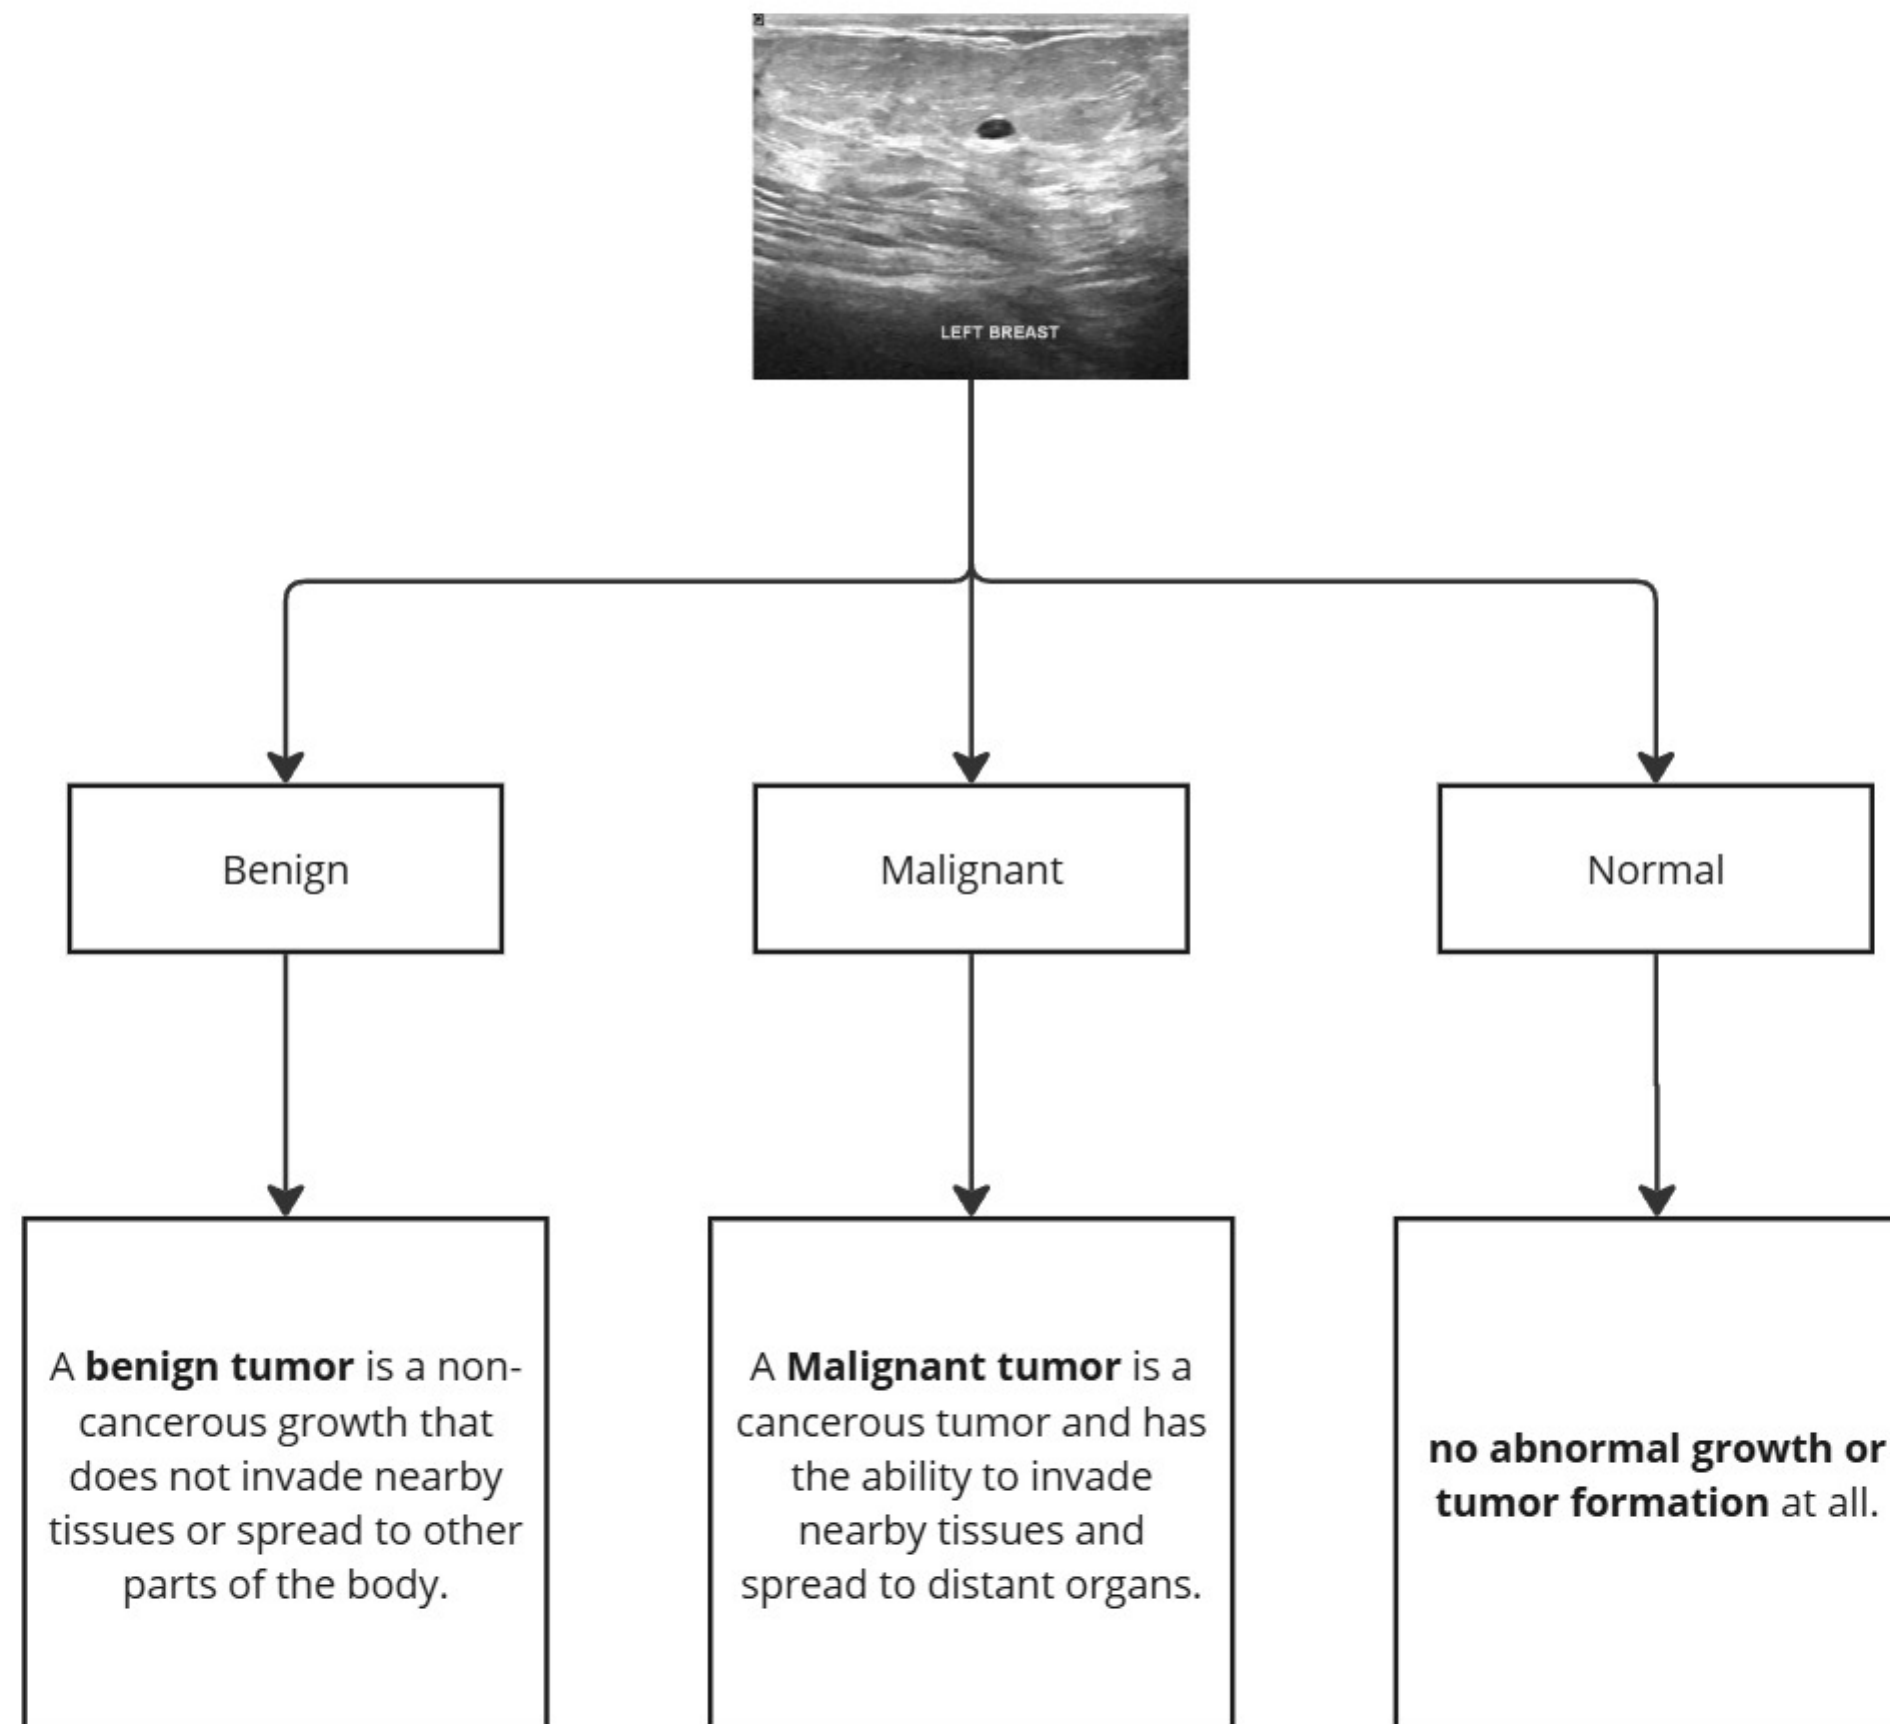 LEFT BREAST
Benign
Malignant
Normal
A benign tumor is a non-
cancerous growth that
does not invade nearby
tissues or spread to other
parts of the body.
A Malignant tumor is a
cancerous tumor and has
the ability to invade
nearby tissues and
spread to distant organs.
no abnormal growth or
tumor formation at all.